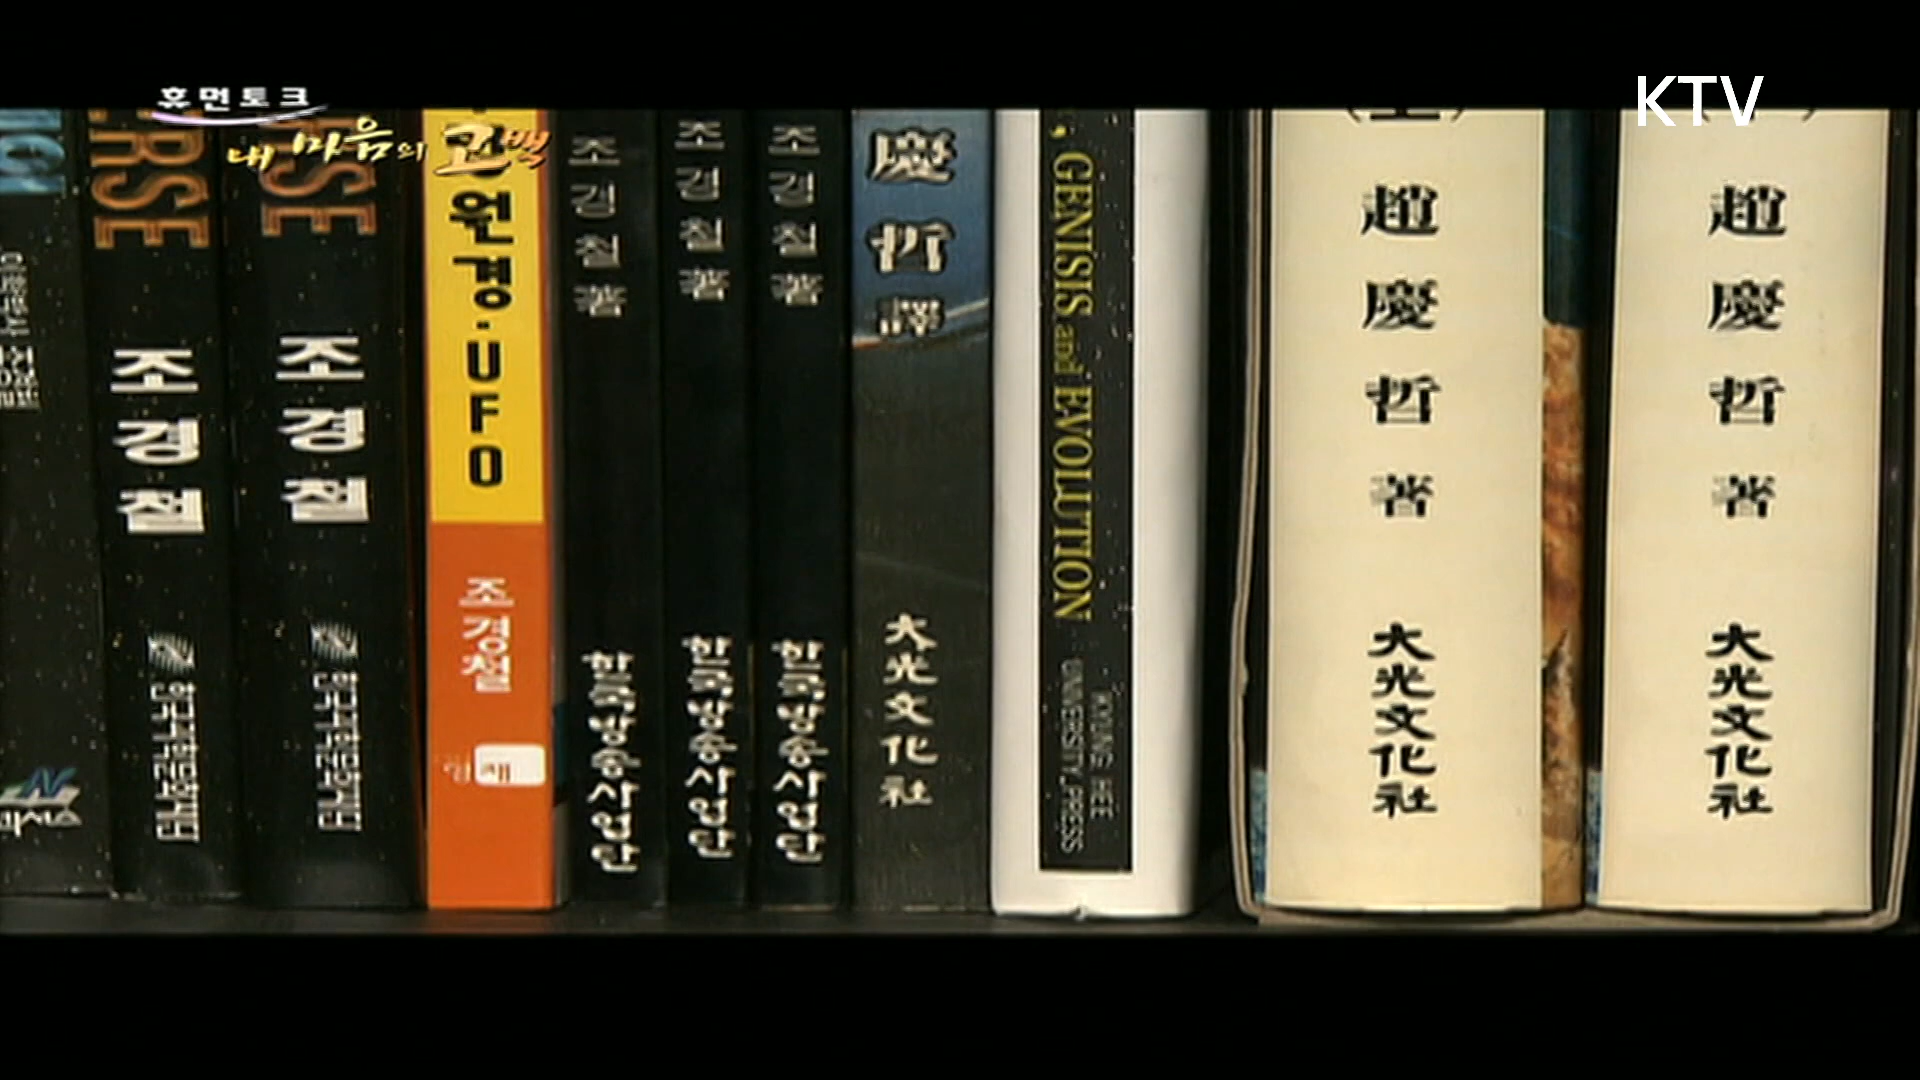 휴먼토크
내 마음의 고백
KTV
ERSE
조경철
조경철
원경·UFO
조경철
조경철 著
한국방송사업단
조경철 著
한국방송사업단
조경철 著
한국방송사업단
慶哲 譯
大光文化社
, GENISIS and EVOLUTION
KYUNG HEE
UNIVERSITY PRESS
趙慶哲 著
大光文化社
趙慶哲 著
大光文化社